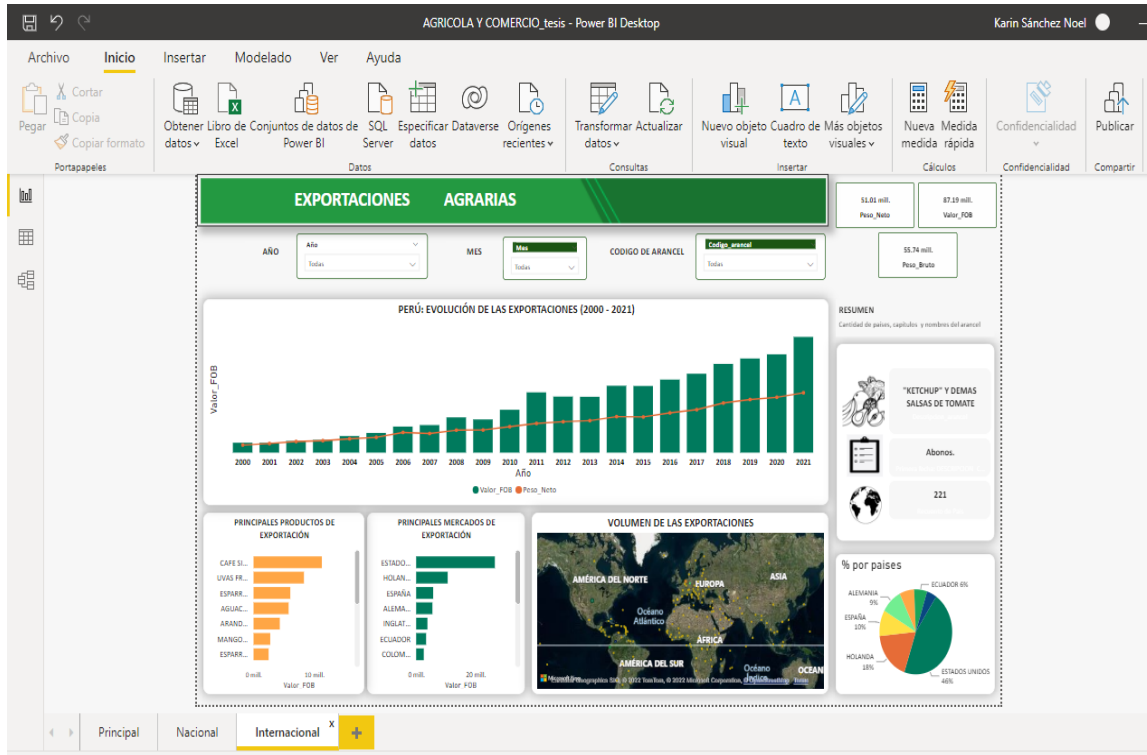 AGRICOLA Y COMERCIO_tesis - Power BI Desktop
Karin Sánchez Noel
Archivo Inicio Insertar Modelado Ver Ayuda
Pegar
Cortar
Copia
Copiar formato
Obtener datos
Libro de Excel
Conjuntos de datos de Power BI
SQL Server
Especificar datos
Dataverse
Orígenes recientes
Transformar datos
Actualizar
Nuevo objeto visual
Cuadro de texto
Más objetos visuales
Nueva medida
Medida rápida
Confidencialidad
Publicar
Portapapeles
Datos
Consultas
Insertar
Cálculos
Confidencialidad
Compartir
EXPORTACIONES AGRARIAS
51.01 mill.
Peso_Neto
87.19 mill.
Valor_FOB
55.74 mill.
Peso_Bruto
AÑO
Año
Todas
MES
Mes
Todas
CODIGO DE ARANCEL
Codigo_arancel
Todas
PERÚ: EVOLUCIÓN DE LAS EXPORTACIONES (2000 - 2021)
Valor_FOB
2000 2001 2002 2003 2004 2005 2006 2007 2008 2009 2010 2011 2012 2013 2014 2015 2016 2017 2018 2019 2020 2021
Año
Valor_FOB Peso_Neto
RESUMEN
Cantidad de países, capítulos y nombres del arancel
"KETCHUP" Y DEMAS
SALSAS DE TOMATE
Abonos.
221
PRINCIPALES PRODUCTOS DE
EXPORTACIÓN
CAFE SI...
UVAS FR...
ESPARR...
AGUAC...
ARAND...
MANGO...
ESPARR...
0 mill. 10 mill.
Valor FOB
PRINCIPALES MERCADOS DE
EXPORTACIÓN
ESTADO...
HOLAN...
ESPAÑA
ALEMA...
INGLAT...
ECUADOR
COLOM...
0 mill. 20 mill.
Valor FOB
VOLUMEN DE LAS EXPORTACIONES
AMÉRICA DEL NORTE
EUROPA
ASIA
Océano
Atlántico
ÁFRICA
AMÉRICA DEL SUR
Océano
Índico
OCEAN
% por paises
ECUADOR 6%
ALEMANIA
9%
ESPAÑA
10%
HOLANDA
18%
ESTADOS UNIDOS
46%
Principal Nacional Internacional x +